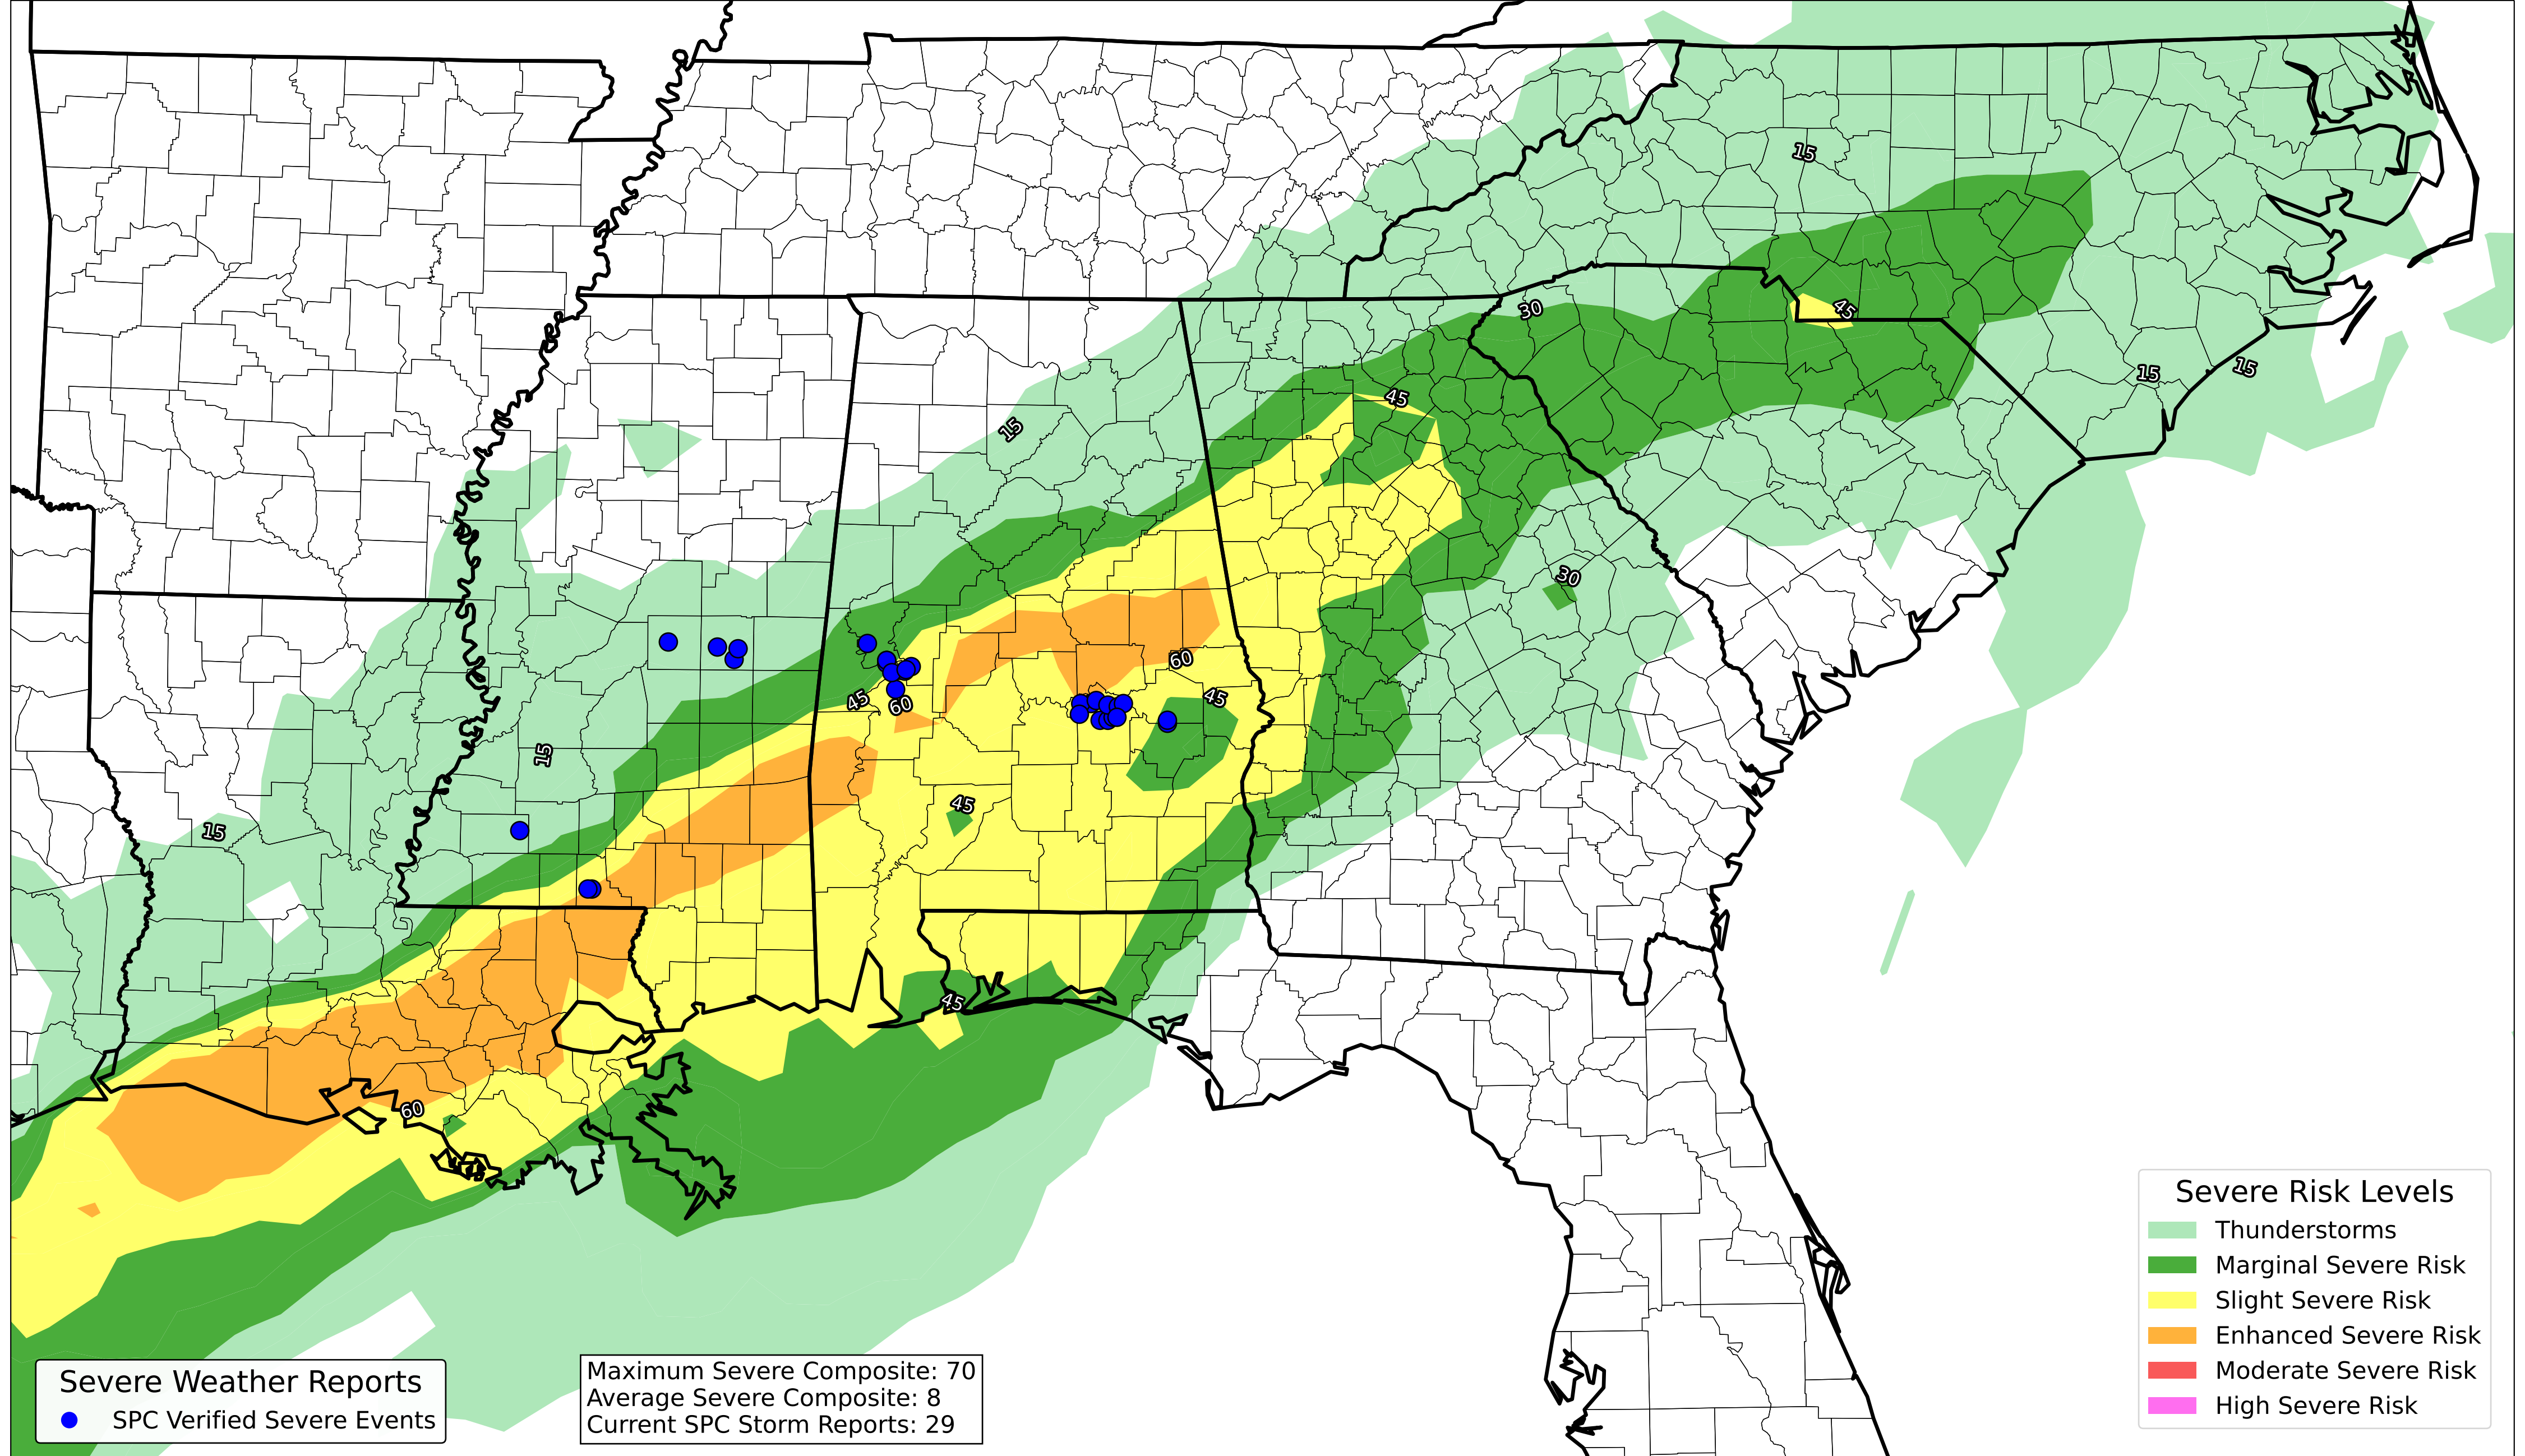 15
30
45
45
15
15
15
30
60
45
45
60
15
45
15
45
60
Severe Risk Levels
Thunderstorms
Marginal Severe Risk
Slight Severe Risk
Enhanced Severe Risk
Moderate Severe Risk
High Severe Risk
Severe Weather Reports
SPC Verified Severe Events
Maximum Severe Composite: 70
Average Severe Composite: 8
Current SPC Storm Reports: 29